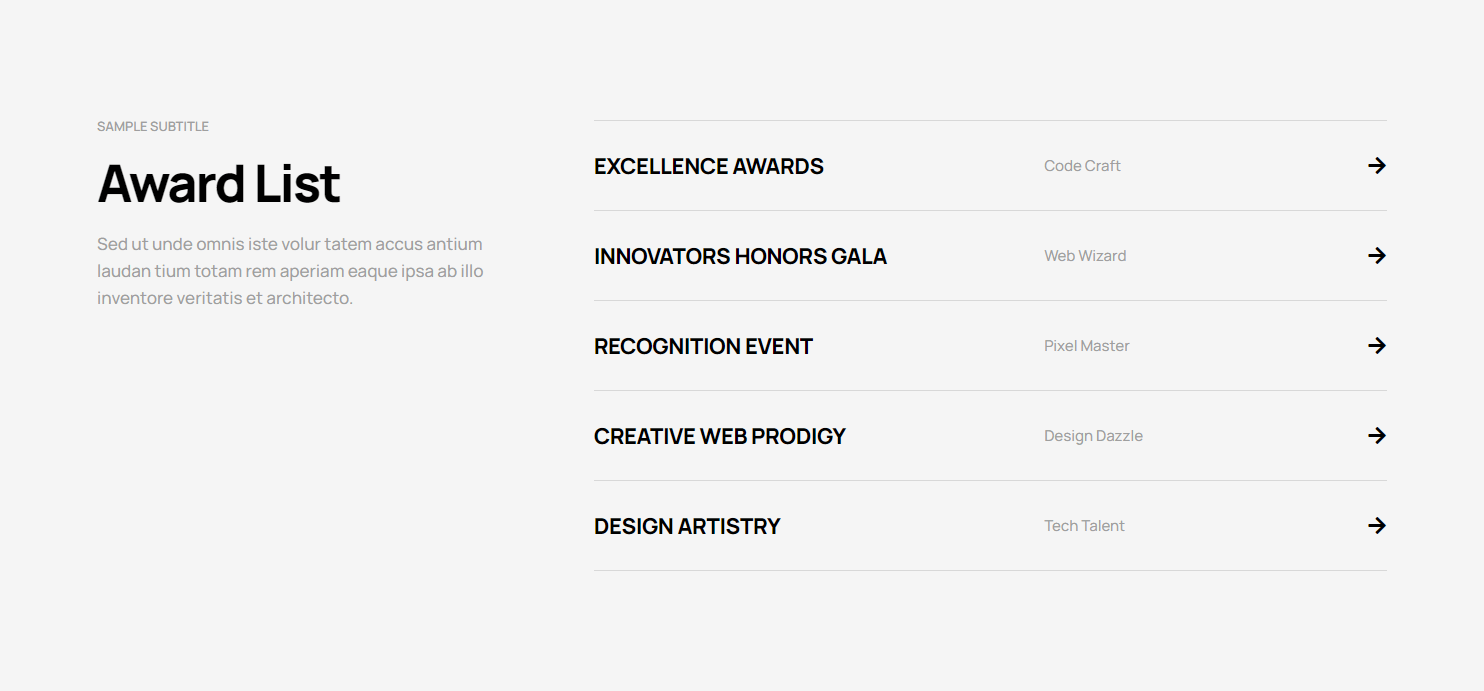 SAMPLE SUBTITLE
Award List
Sed ut unde omnis iste volur tatem accus antium
laudan tium totam rem aperiam eaque ipsa ab illo
inventore veritatis et architecto.
EXCELLENCE AWARDS Code Craft →
INNOVATORS HONORS GALA Web Wizard →
RECOGNITION EVENT Pixel Master →
CREATIVE WEB PRODIGY Design Dazzle →
DESIGN ARTISTRY Tech Talent →